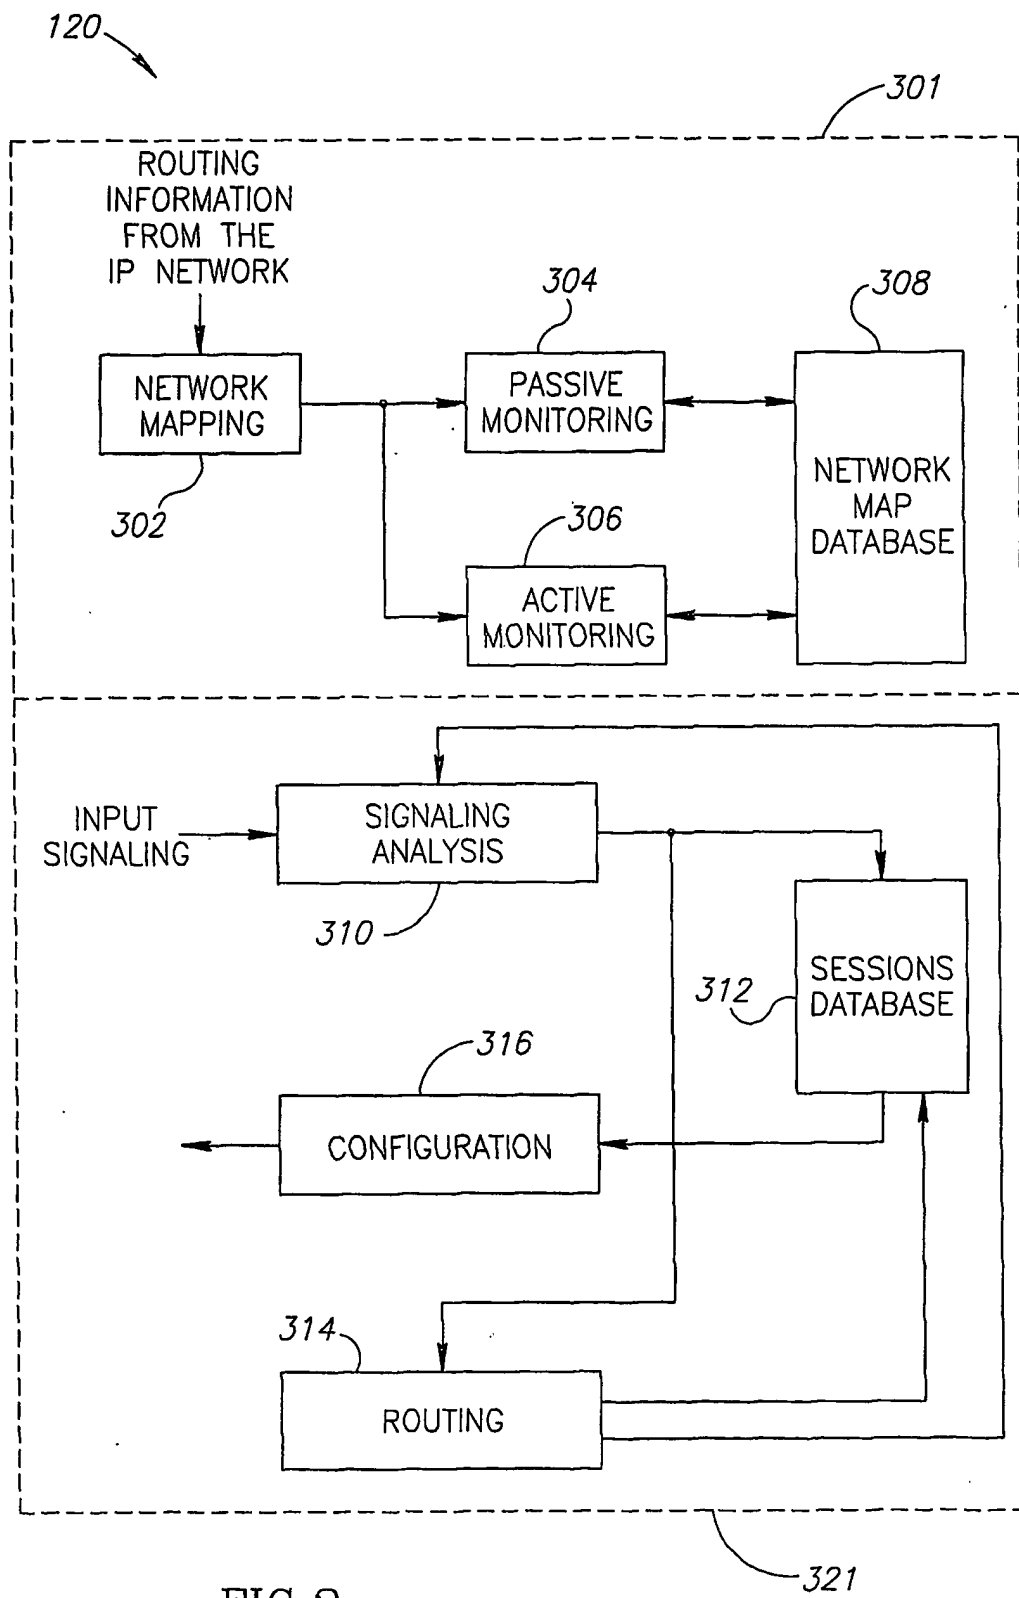 120
301
ROUTING
INFORMATION
FROM THE
IP NETWORK
304
308
NETWORK
MAPPING
PASSIVE
MONITORING
302
306
NETWORK
MAP
DATABASE
ACTIVE
MONITORING
INPUT
SIGNALING
SIGNALING
ANALYSIS
310
312
SESSIONS
DATABASE
316
CONFIGURATION
314
ROUTING
321